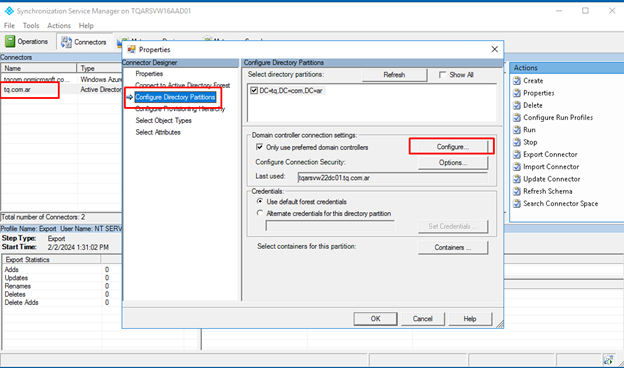 Synchronization Service Manager on TQARSVW16AAD01
File Tools Actions Help
Operations Connectors
Connectors
Name Type
tqcom.onmicrosoft.co... Windows Azure
tq.com.ar Active Director
Total number of Connectors: 2
Profile Name: Export User Name: NT SERV
Step Type: Export
Start Time: 2/2/2024 1:31:02 PM
Export Statistics
Adds 0
Updates 0
Renames 0
Deletes 0
Delete Adds 0
Properties
Connector Designer
Properties
Connect to Active Directory Forest
Configure Directory Partitions
Configure Provisioning Hierarchy
Select Object Types
Select Attributes
Configure Directory Partitions
Select directory partitions:
Refresh
Show All
DC=tq,DC=com,DC=ar
Domain controller connection settings:
Only use preferred domain controllers
Configure...
Configure Connection Security:
Options...
Last used:
tqarsvw22dc01.tq.com.ar
Credentials:
Use default forest credentials
Alternate credentials for this directory partition
Set Credentials...
Select containers for this partition:
Containers ...
OK Cancel Help
Actions
Create
Properties
Delete
Configure Run Profiles
Run
Stop
Export Connector
Import Connector
Update Connector
Refresh Schema
Search Connector Space